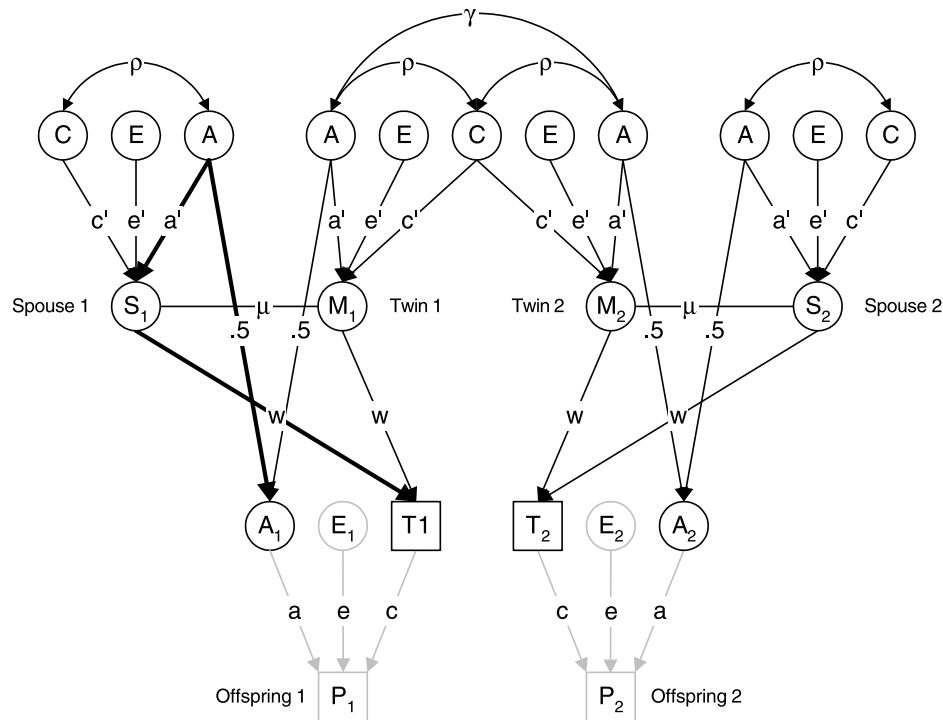 γ
ρ ρ ρ ρ
C E A A E C E A A E C
c' e' a' a' e' c' c' e' a' a' e' c'
Spouse 1 S1 μ M1 Twin 1 Twin 2 M2 μ S2 Spouse 2
.5 .5 .5 .5
w w w w
A1 E1 T1 T2 E2 A2
a e c c e a
Offspring 1 P1 P2 Offspring 2